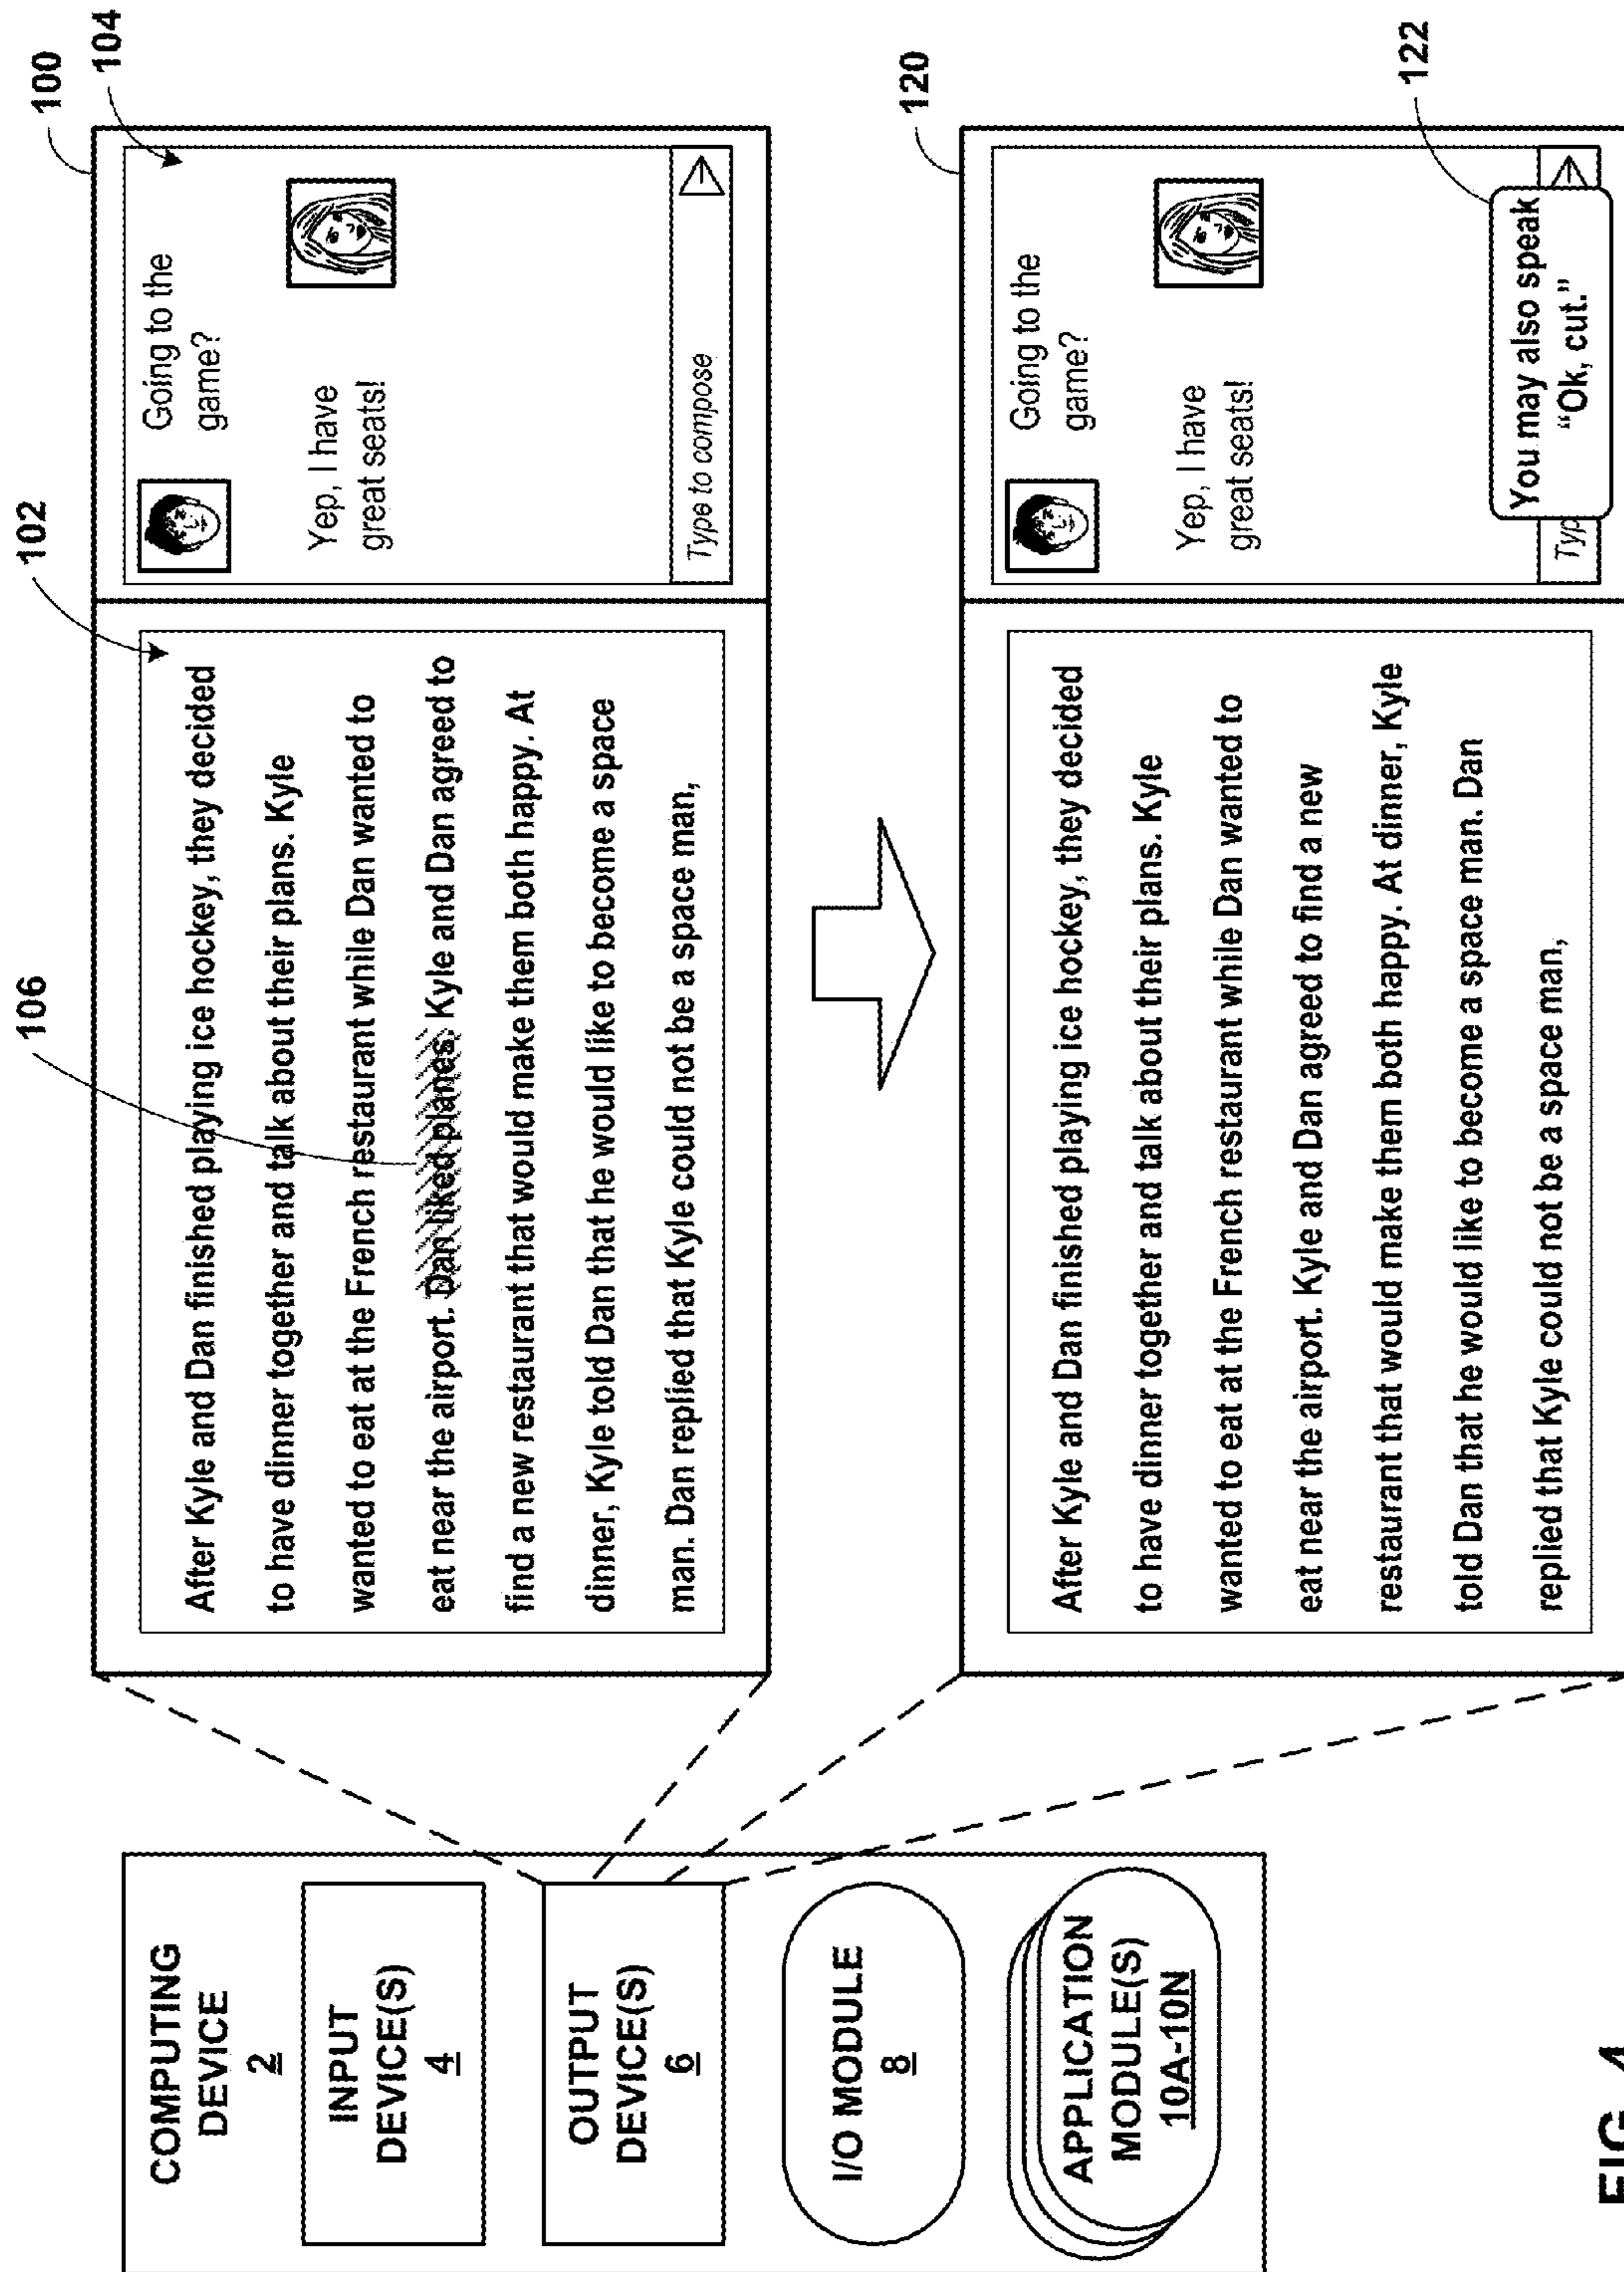 COMPUTING
DEVICE
2
INPUT
DEVICE(S)
4
OUTPUT
DEVICE(S)
6
I/O MODULE
8
APPLICATION
MODULE(S)
10A-10N
100
102
104
106
After Kyle and Dan finished playing ice hockey, they decided
to have dinner together and talk about their plans. Kyle
wanted to eat at the French restaurant while Dan wanted to
eat near the airport. Dan liked planes. Kyle and Dan agreed to
find a new restaurant that would make them both happy. At
dinner, Kyle told Dan that he would like to become a space
man. Dan replied that Kyle could not be a space man,
Going to the
game?
Yep, I have
great seats!
Type to compose
120
After Kyle and Dan finished playing ice hockey, they decided
to have dinner together and talk about their plans. Kyle
wanted to eat at the French restaurant while Dan wanted to
eat near the airport. Kyle and Dan agreed to find a new
restaurant that would make them both happy. At dinner, Kyle
told Dan that he would like to become a space man. Dan
replied that Kyle could not be a space man,
Going to the
game?
Yep, I have
great seats!
Typ
You may also speak
“Ok, cut.”
122
FIG. 4